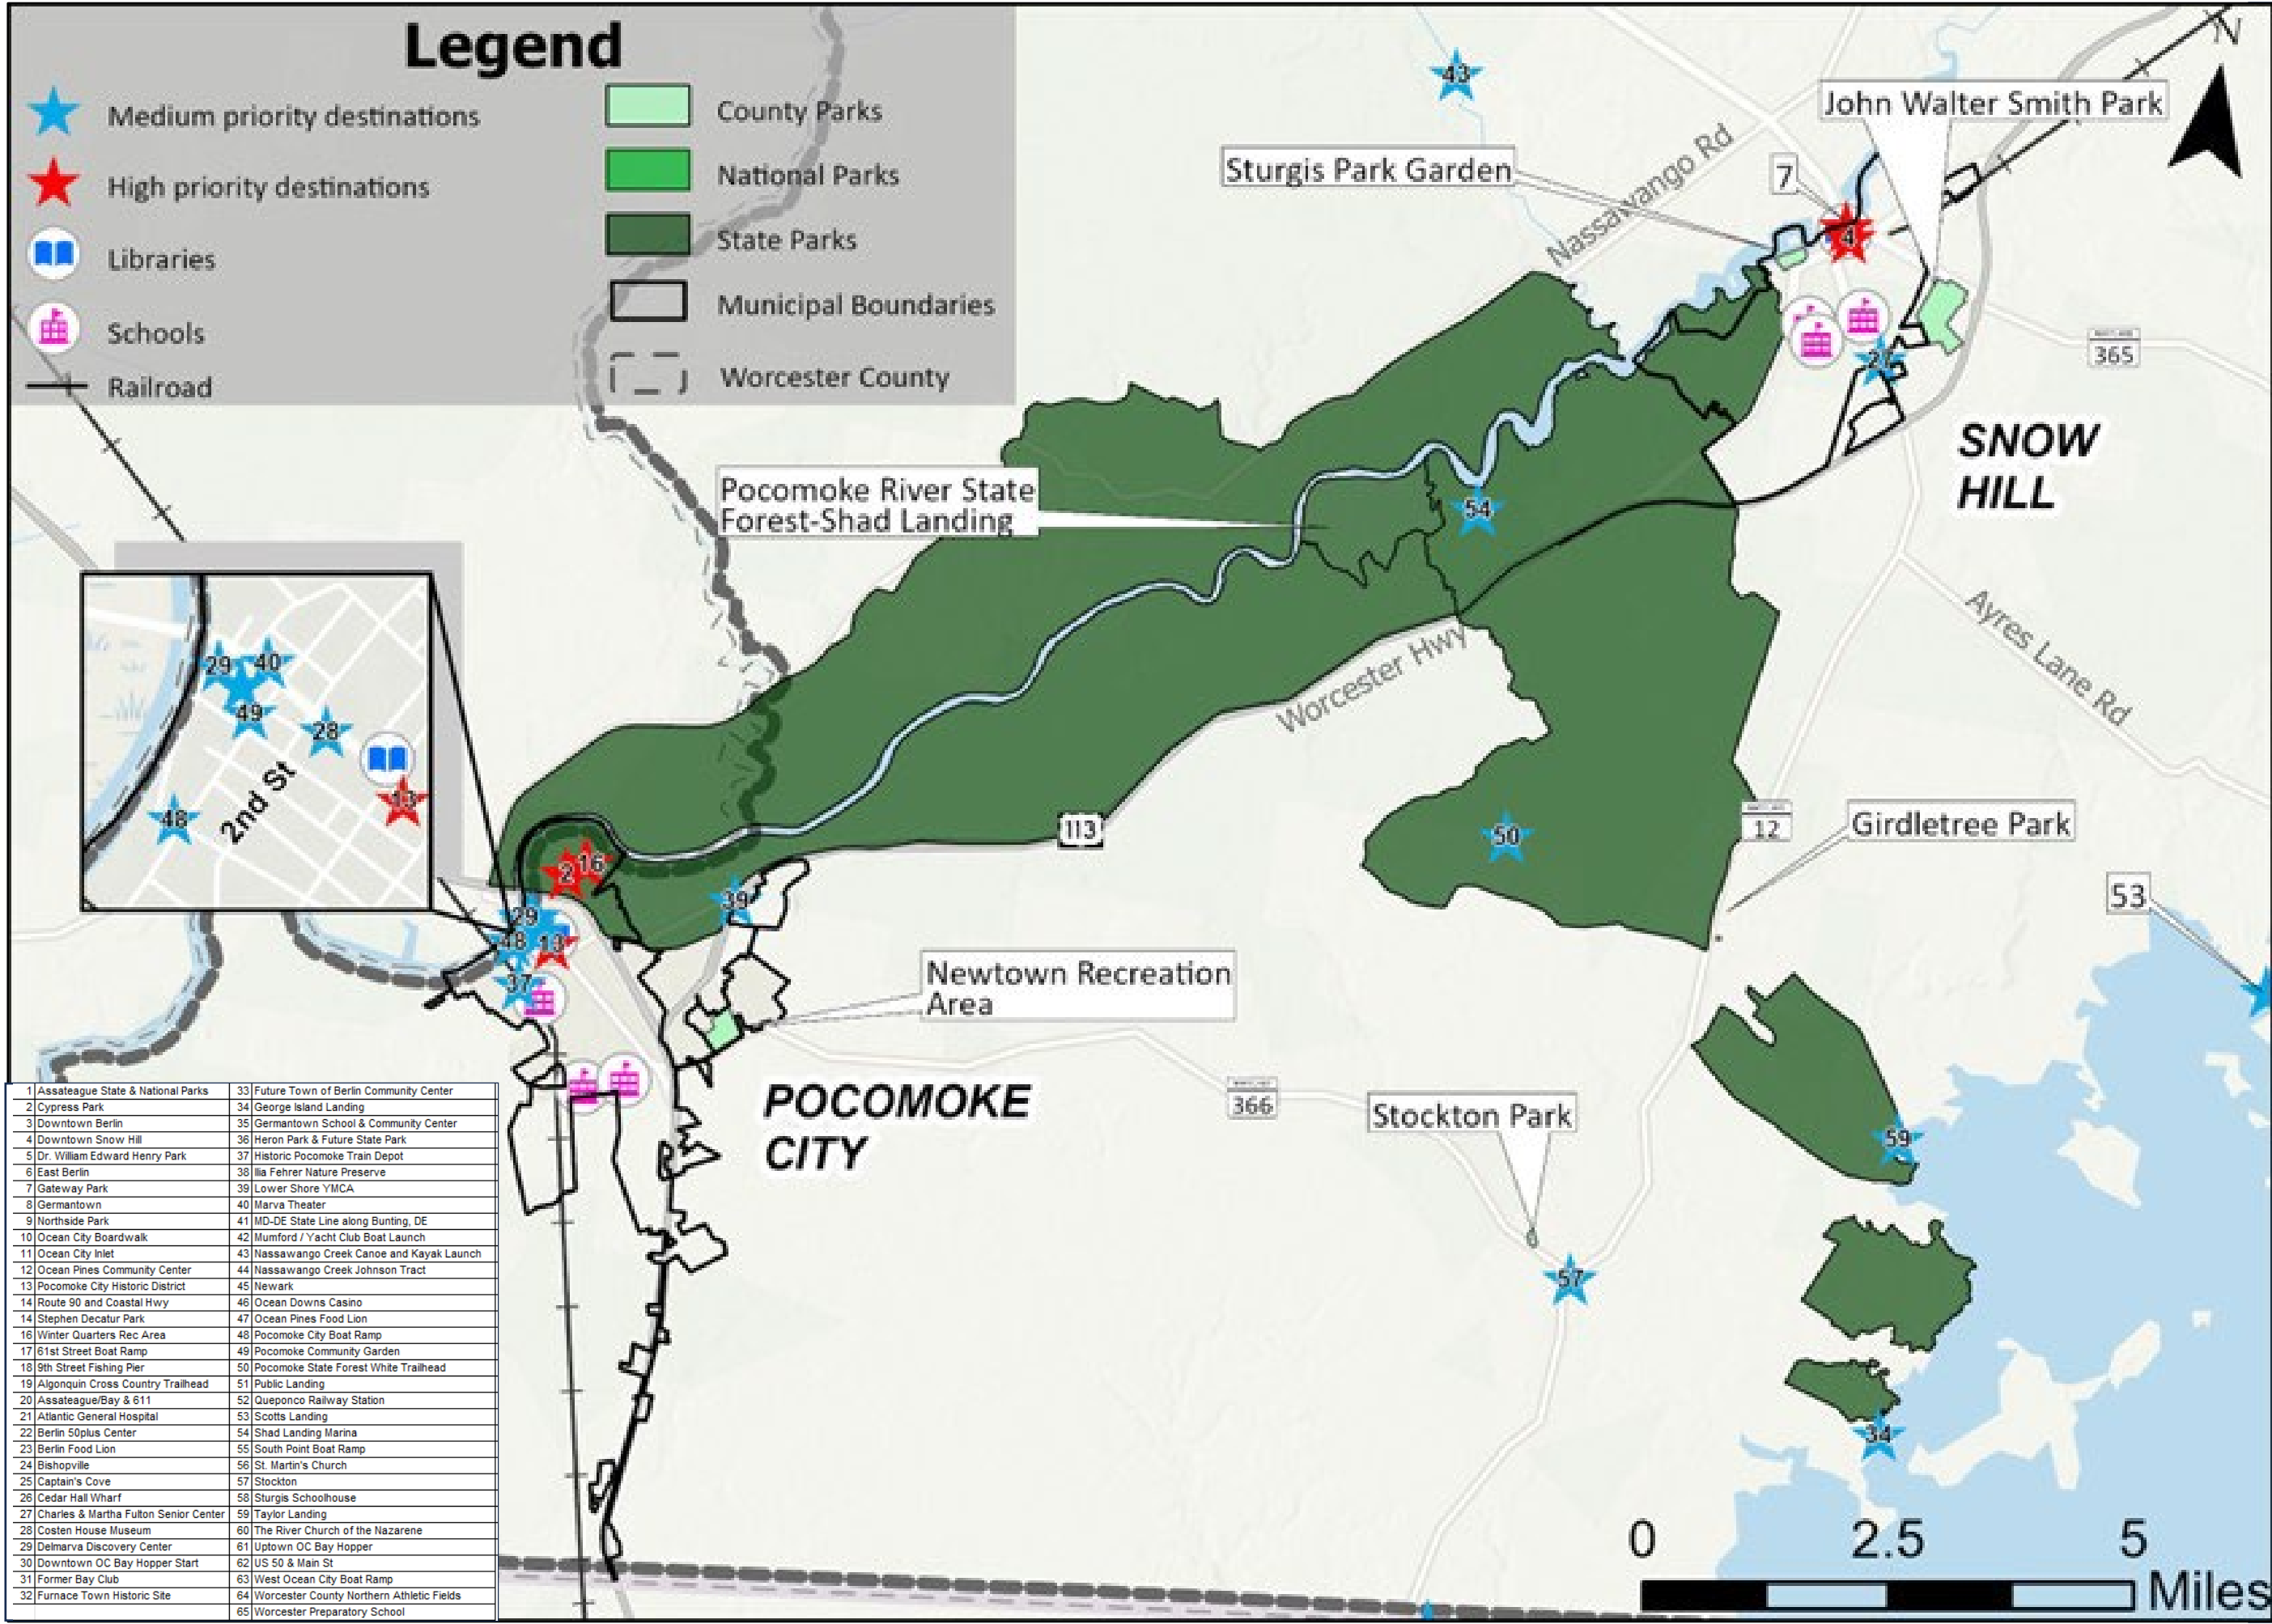 Legend
Medium priority destinations
High priority destinations
Libraries
Schools
Railroad
County Parks
National Parks
State Parks
Municipal Boundaries
Worcester County
N
43
John Walter Smith Park
Sturgis Park Garden
Nassawango Rd
7
4
27
365
SNOW
HILL
Pocomoke River State
Forest-Shad Landing
54
Ayres Lane Rd
Worcester Hwy
29
40
49
28
13
48
2nd St
113
12
Girdletree Park
50
53
2
16
39
29
48
13
37
Newtown Recreation
Area
POCOMOKE
CITY
366
Stockton Park
59
57
34
0 2.5 5
Miles
1 Assateague State & National Parks
2 Cypress Park
3 Downtown Berlin
4 Downtown Snow Hill
5 Dr. William Edward Henry Park
6 East Berlin
7 Gateway Park
8 Germantown
9 Northside Park
10 Ocean City Boardwalk
11 Ocean City Inlet
12 Ocean Pines Community Center
13 Pocomoke City Historic District
14 Route 90 and Coastal Hwy
14 Stephen Decatur Park
16 Winter Quarters Rec Area
17 61st Street Boat Ramp
18 9th Street Fishing Pier
19 Algonquin Cross Country Trailhead
20 Assateague/Bay & 611
21 Atlantic General Hospital
22 Berlin 50plus Center
23 Berlin Food Lion
24 Bishopville
25 Captain's Cove
26 Cedar Hall Wharf
27 Charles & Martha Fulton Senior Center
28 Costen House Museum
29 Delmarva Discovery Center
30 Downtown OC Bay Hopper Start
31 Former Bay Club
32 Furnace Town Historic Site
33 Future Town of Berlin Community Center
34 George Island Landing
35 Germantown School & Community Center
36 Heron Park & Future State Park
37 Historic Pocomoke Train Depot
38 Ilia Fehrer Nature Preserve
39 Lower Shore YMCA
40 Marva Theater
41 MD-DE State Line along Bunting, DE
42 Mumford / Yacht Club Boat Launch
43 Nassawango Creek Canoe and Kayak Launch
44 Nassawango Creek Johnson Tract
45 Newark
46 Ocean Downs Casino
47 Ocean Pines Food Lion
48 Pocomoke City Boat Ramp
49 Pocomoke Community Garden
50 Pocomoke State Forest White Trailhead
51 Public Landing
52 Queponco Railway Station
53 Scotts Landing
54 Shad Landing Marina
55 South Point Boat Ramp
56 St. Martin's Church
57 Stockton
58 Sturgis Schoolhouse
59 Taylor Landing
60 The River Church of the Nazarene
61 Uptown OC Bay Hopper
62 US 50 & Main St
63 West Ocean City Boat Ramp
64 Worcester County Northern Athletic Fields
65 Worcester Preparatory School